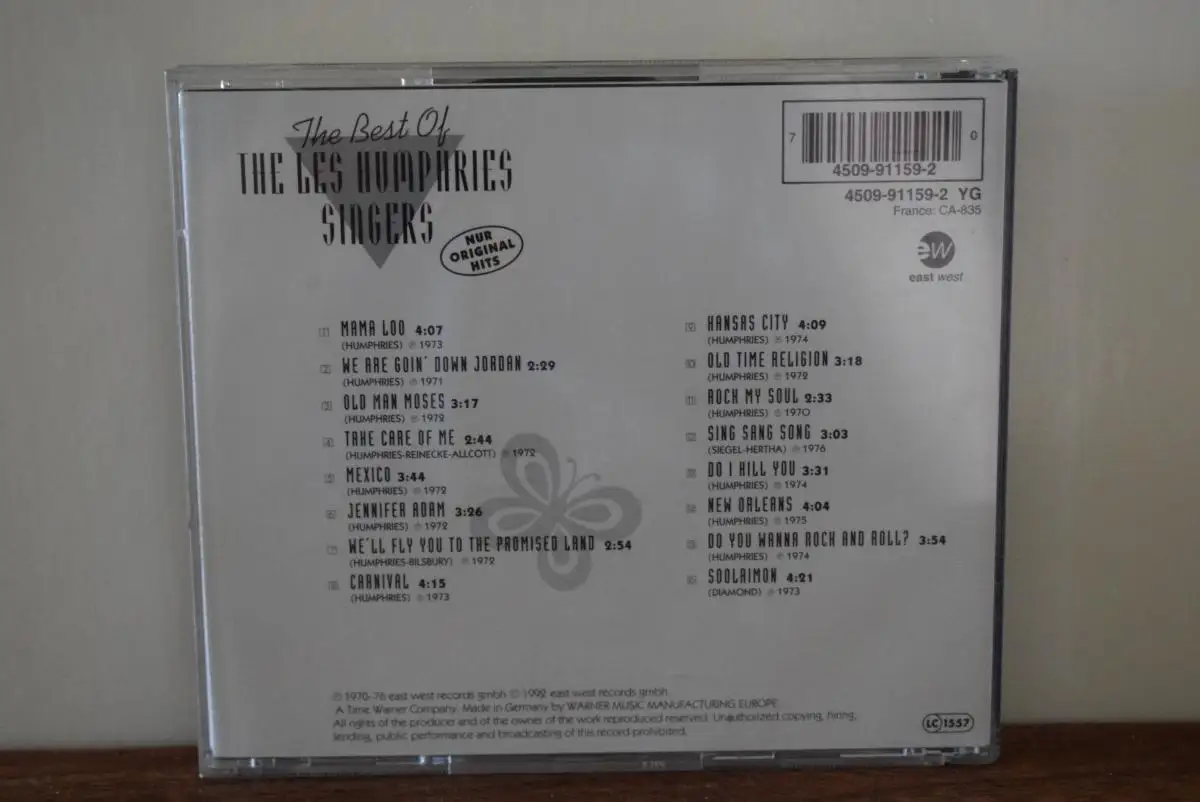 The Best Of
THE LES HUMPHRIES
SINGERS
NUR
ORIGINAL
HITS
7 0
4509-91159-2
4509-91159-2 YG
France: CA-835
ew
east west
1 MAMA LOO 4:07
(HUMPHRIES) ℗ 1973
2 WE ARE GOIN' DOWN JORDAN 2:29
(HUMPHRIES) ℗ 1971
3 OLD MAN MOSES 3:17
(HUMPHRIES) ℗ 1972
4 TAKE CARE OF ME 2:44
(HUMPHRIES-REINECKE-ALLCOTT) ℗ 1972
5 MEXICO 3:44
(HUMPHRIES) ℗ 1972
6 JENNIFER ADAM 3:26
(HUMPHRIES) ℗ 1972
7 WE'LL FLY YOU TO THE PROMISED LAND 2:54
(HUMPHRIES-BILSBURY) ℗ 1972
8 CARNIVAL 4:15
(HUMPHRIES) ℗ 1973
9 KANSAS CITY 4:09
(HUMPHRIES) ℗ 1974
10 OLD TIME RELIGION 3:18
(HUMPHRIES) ℗ 1972
11 ROCK MY SOUL 2:33
(HUMPHRIES) ℗ 1970
12 SING SANG SONG 3:03
(SIEGEL-HERTHA) ℗ 1976
13 DO I KILL YOU 3:31
(HUMPHRIES) ℗ 1974
14 NEW ORLEANS 4:04
(HUMPHRIES) ℗ 1975
15 DO YOU WANNA ROCK AND ROLL? 3:54
(HUMPHRIES) ℗ 1974
16 SOOLAIMON 4:21
(DIAMOND) ℗ 1973
℗ 1970-76 east west records gmbh © 1992 east west records gmbh
A Time Warner Company. Made in Germany by WARNER MUSIC MANUFACTURING EUROPE
All rights of the producer and of the owner of the work reproduced reserved. Unauthorized copying, hiring,
lending, public performance and broadcasting of this record prohibited.
LC 1557